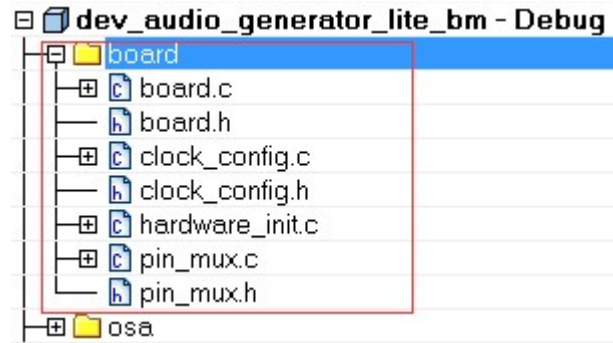 dev_audio_generator_lite_bm - Debug
board
board.c
board.h
clock_config.c
clock_config.h
hardware_init.c
pin_mux.c
pin_mux.h
osa